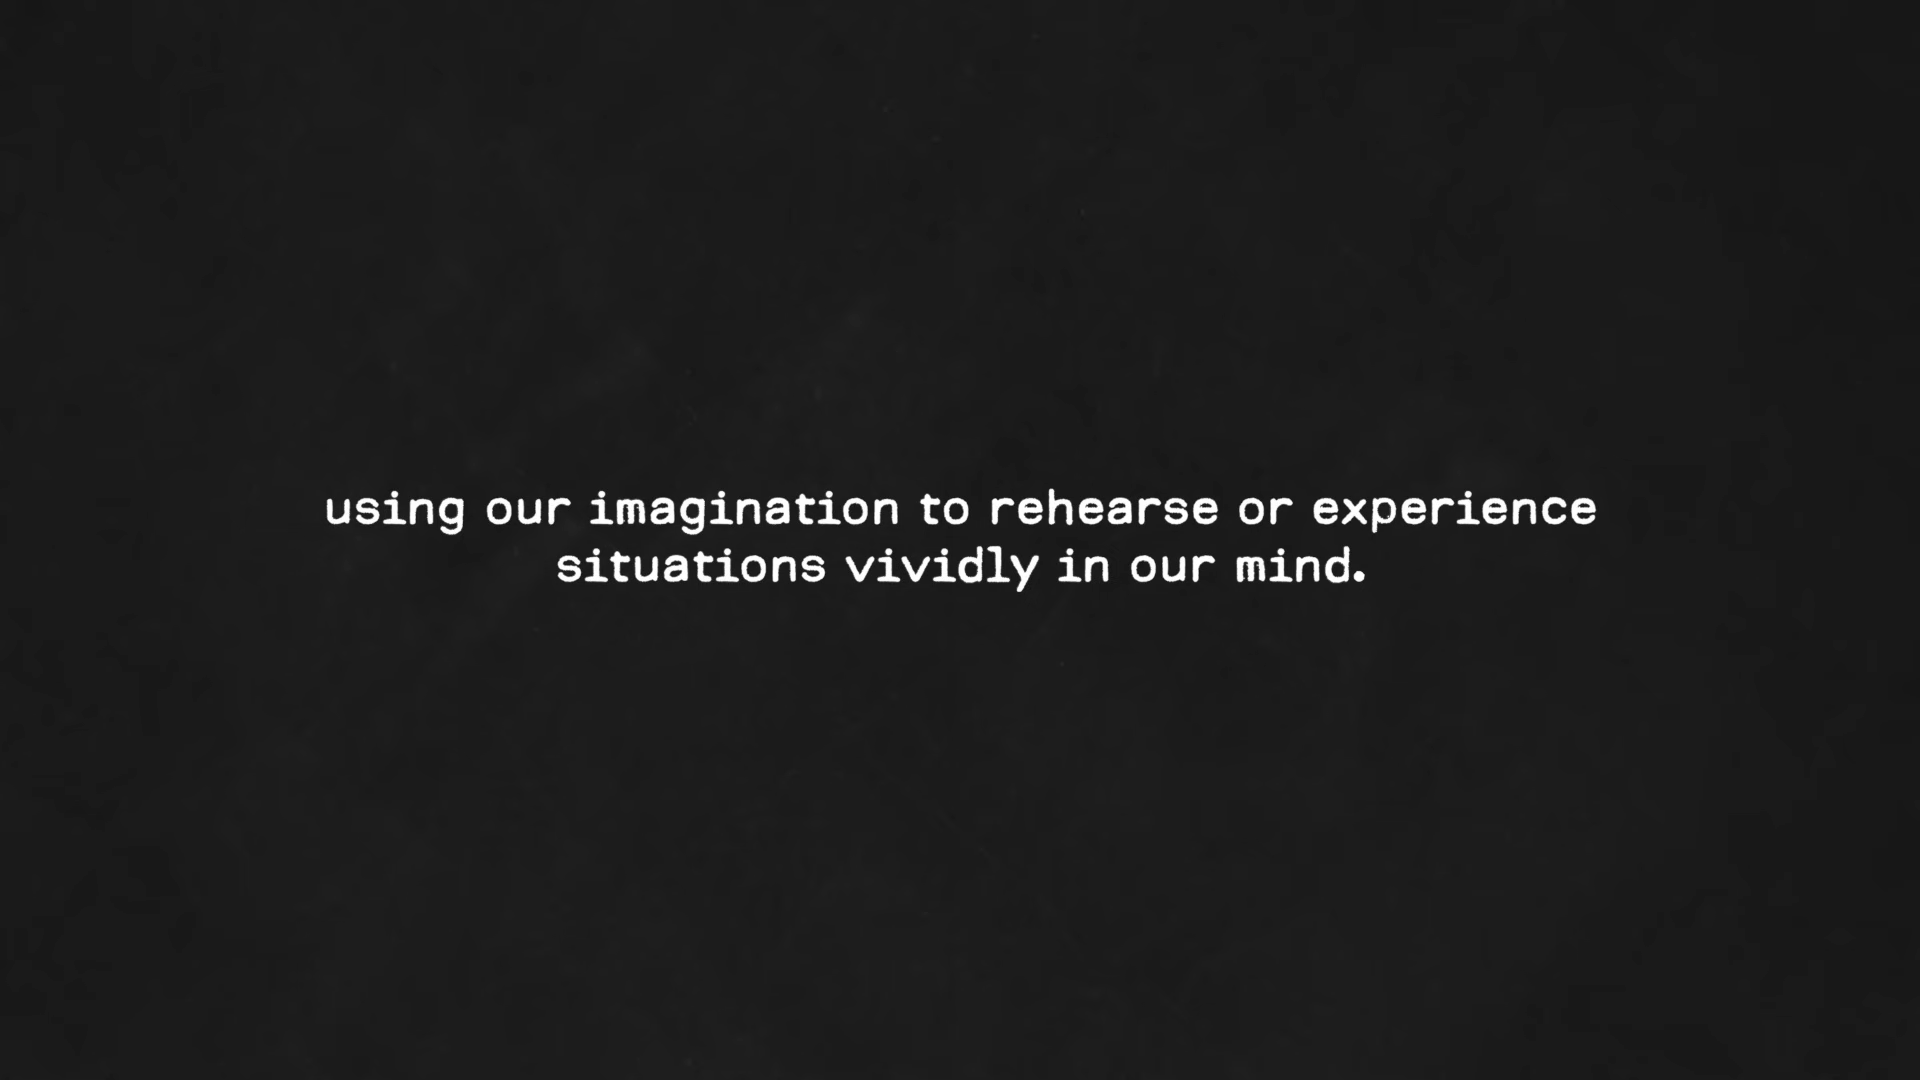 using our imagination to rehearse or experience
situations vividly in our mind.